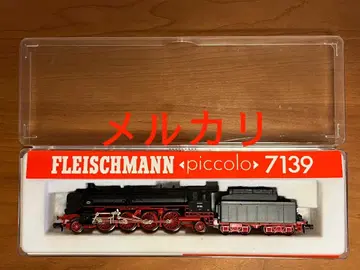 メルカリ
FLEISCHMANN piccolo 7139